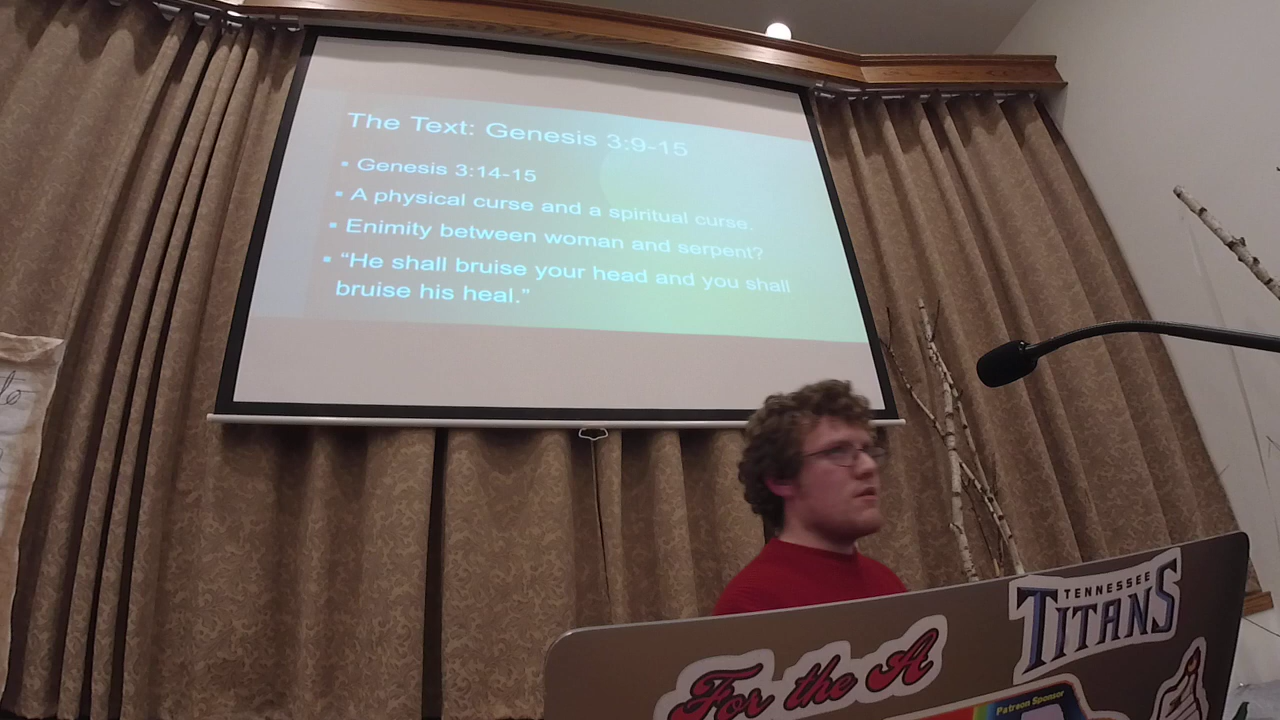 The Text: Genesis 3:9-15
▪ Genesis 3:14-15
▪ A physical curse and a spiritual curse.
▪ Enimity between woman and serpent?
▪ “He shall bruise your head and you shall
bruise his heal.”
TENNESSEE
TITANS
For the A
Patreon Sponsor